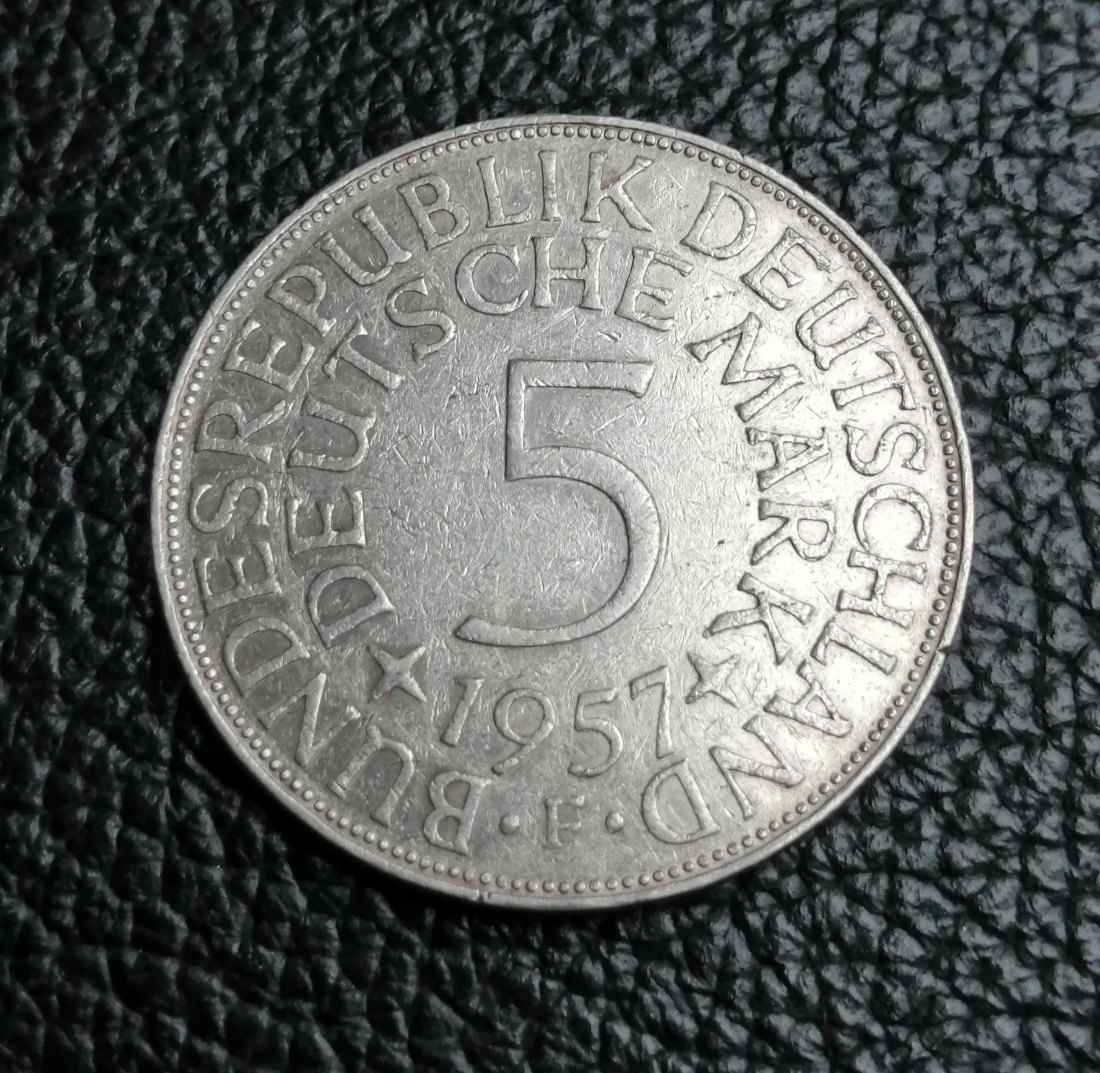 BUNDESREPUBLIK DEUTSCHLAND
DEUTSCHE MARK
5
1957
· F ·